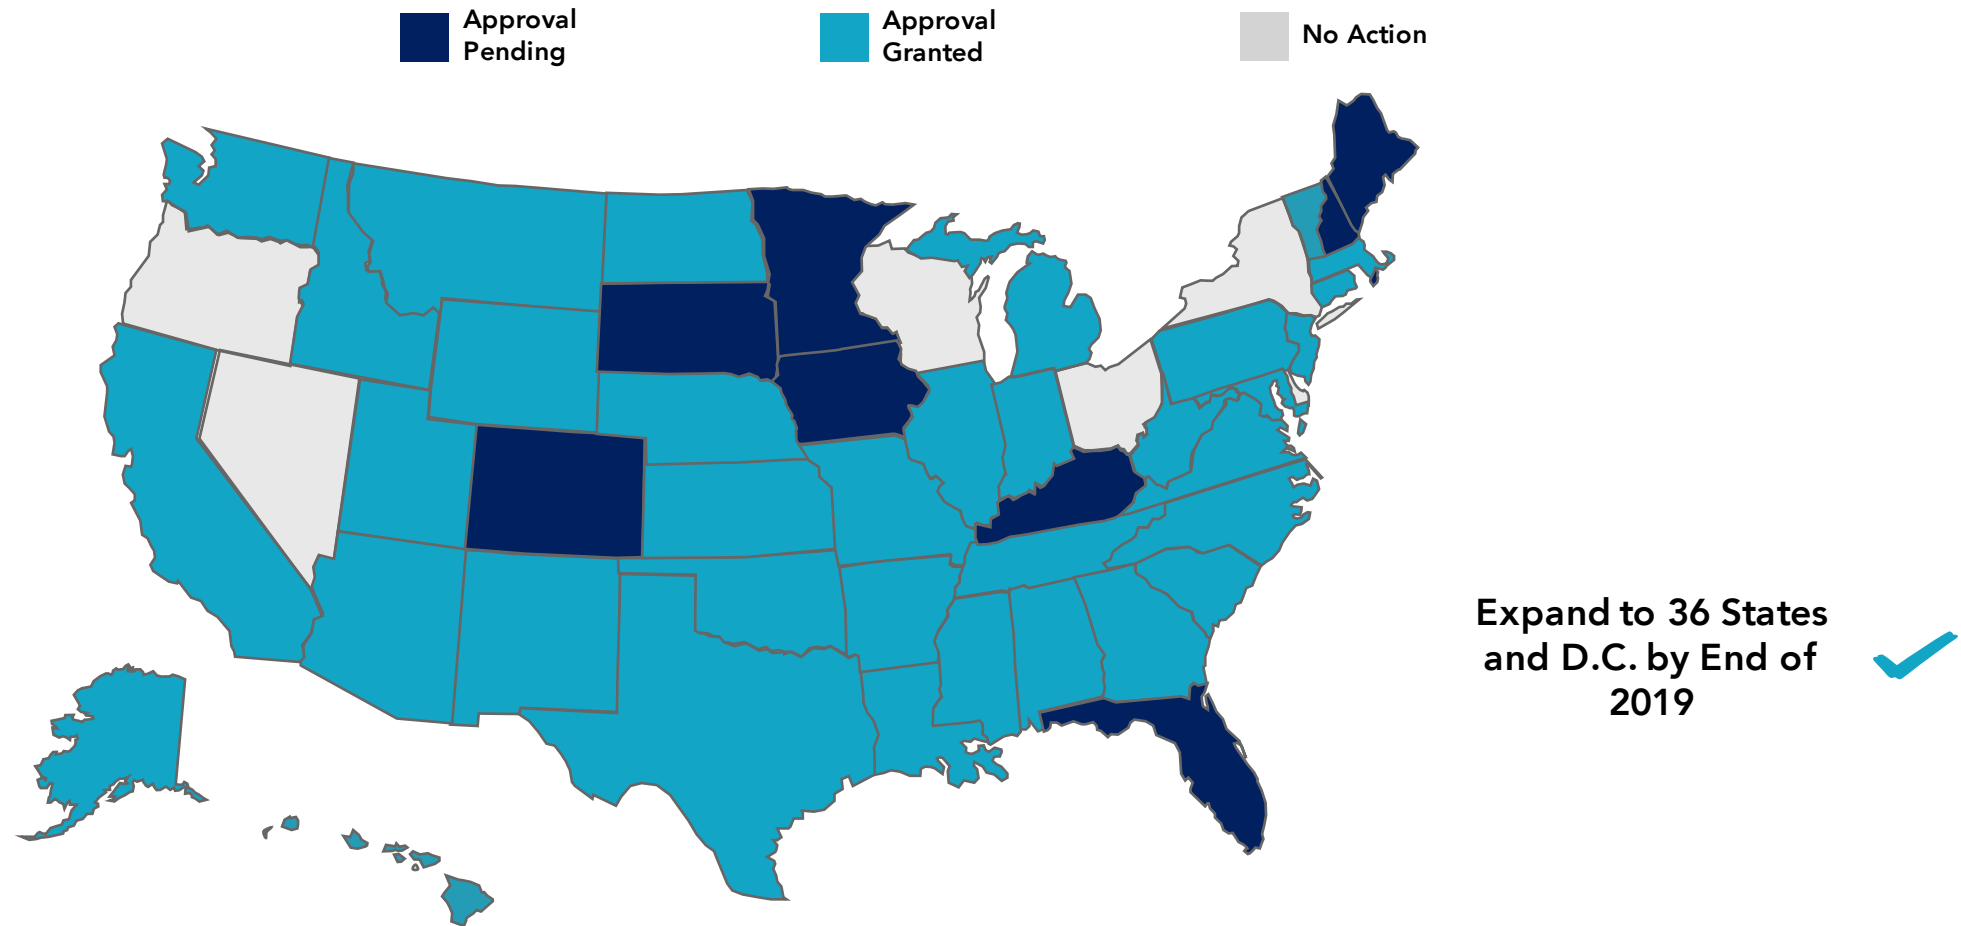 Approval
Pending
Approval
Granted
No Action
Expand to 36 States
and D.C. by End of
2019